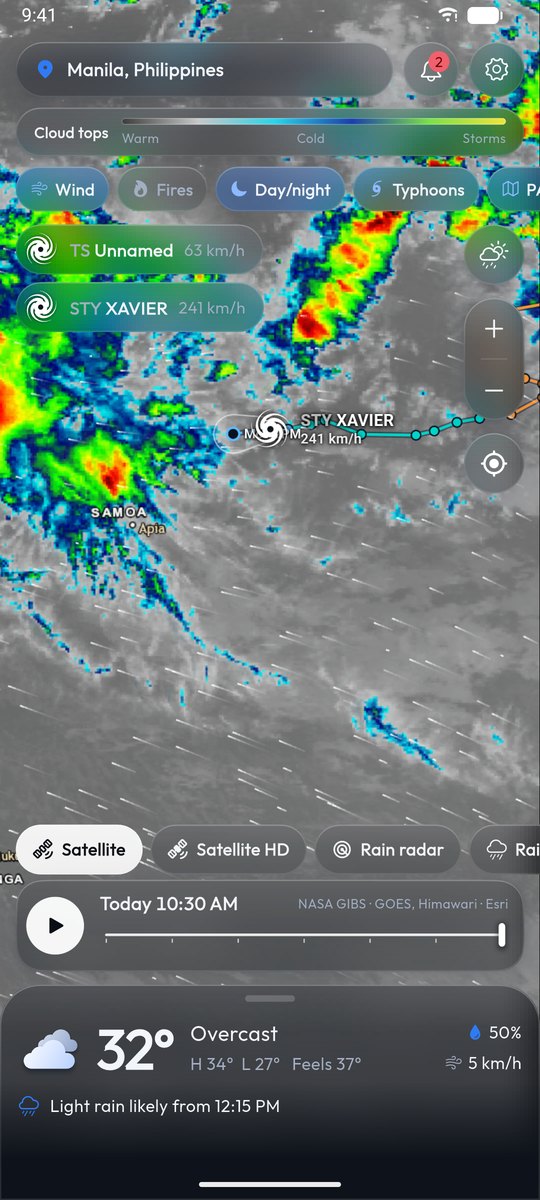 9:41
Manila, Philippines
2
Cloud tops
Warm Cold Storms
Wind Fires Day/night Typhoons
TS Unnamed 63 km/h
STY XAVIER 241 km/h
STY XAVIER
241 km/h
SAMOA
Apia
Satellite Satellite HD Rain radar Rai
Today 10:30 AM NASA GIBS · GOES, Himawari · Esri
32° Overcast 50%
H 34° L 27° Feels 37° 5 km/h
Light rain likely from 12:15 PM